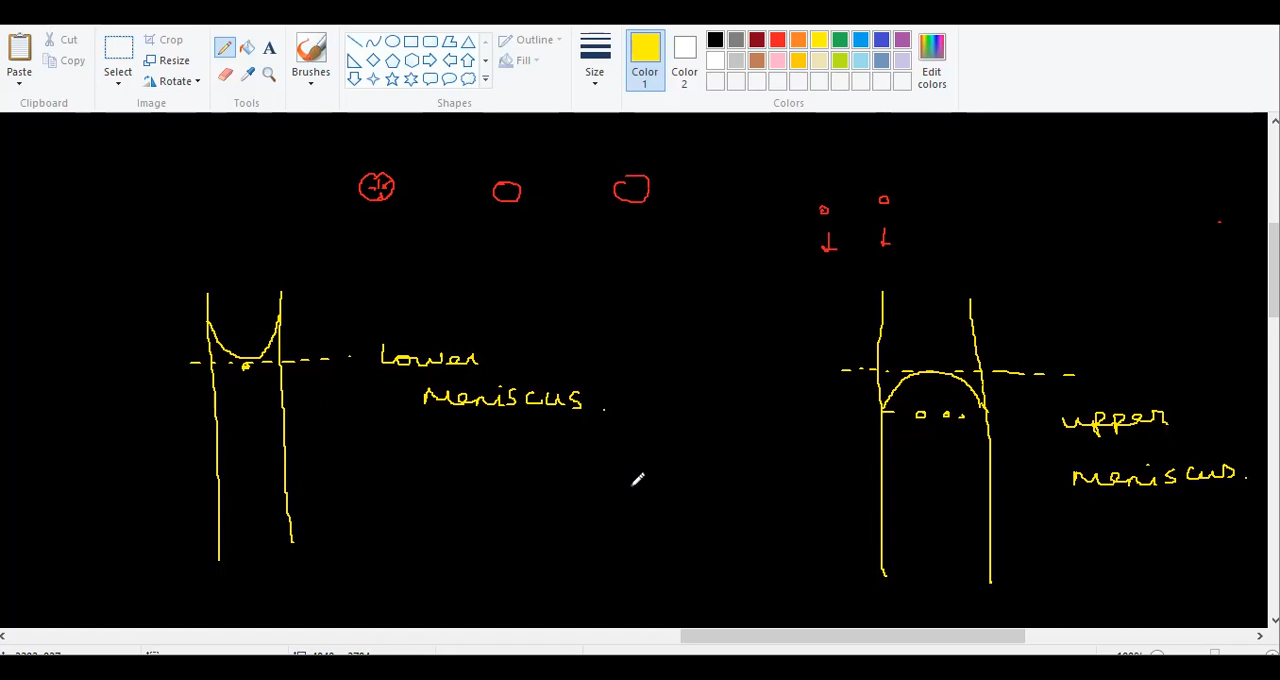 Cut
Copy
Paste
Clipboard
Crop
Resize
Rotate
Select
Image
A
Tools
Brushes
Shapes
Outline
Fill
Size
Color 1
Color 2
Edit colors
Colors
Lower
Meniscus.
upper
Meniscus.